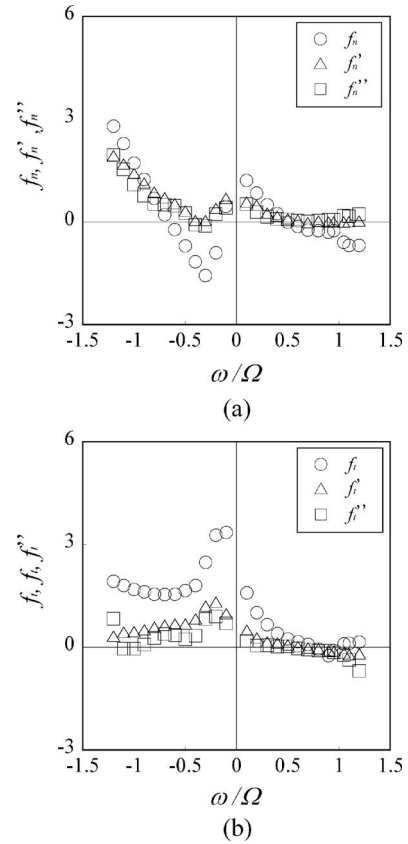 6
3
0
-3
-1.5 -1 -0.5 0 0.5 1 1.5
fn, fn' ,fn''
fn
fn'
fn''
ω/Ω
(a)
6
3
0
-3
-1.5 -1 -0.5 0 0.5 1 1.5
ft, ft, ft''
ft
ft'
ft''
ω/Ω
(b)